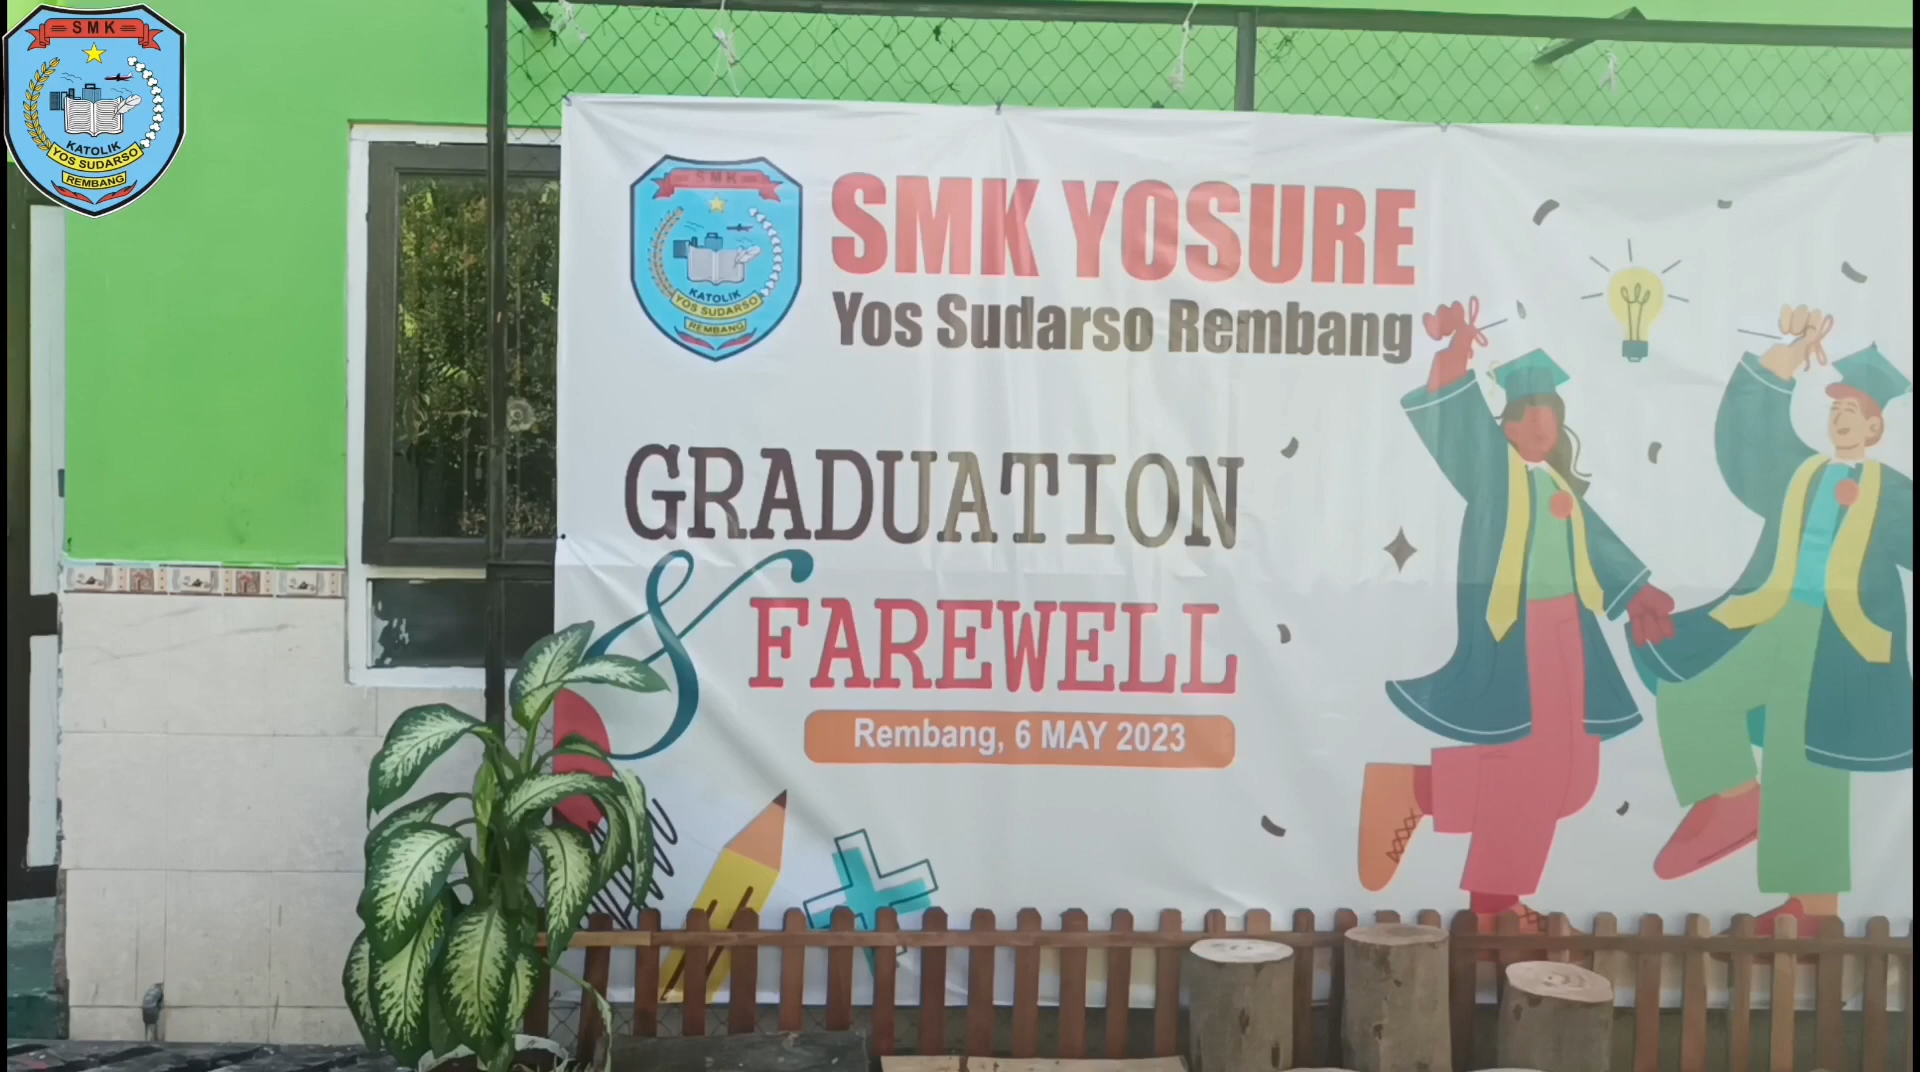 SMK
KATOLIK
YOS SUDARSO
REMBANG
SMK
KATOLIK
YOS SUDARSO
REMBANG
SMK YOSURE
Yos Sudarso Rembang
GRADUATION
& FAREWELL
Rembang, 6 MAY 2023